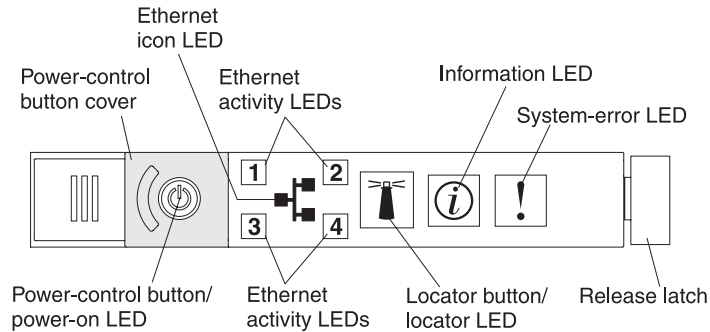 Ethernet
icon LED
Power-control
button cover
Ethernet
activity LEDs
Information LED
System-error LED
1
2
i
!
3
4
Power-control button/
power-on LED
Ethernet
activity LEDs
Locator button/
locator LED
Release latch